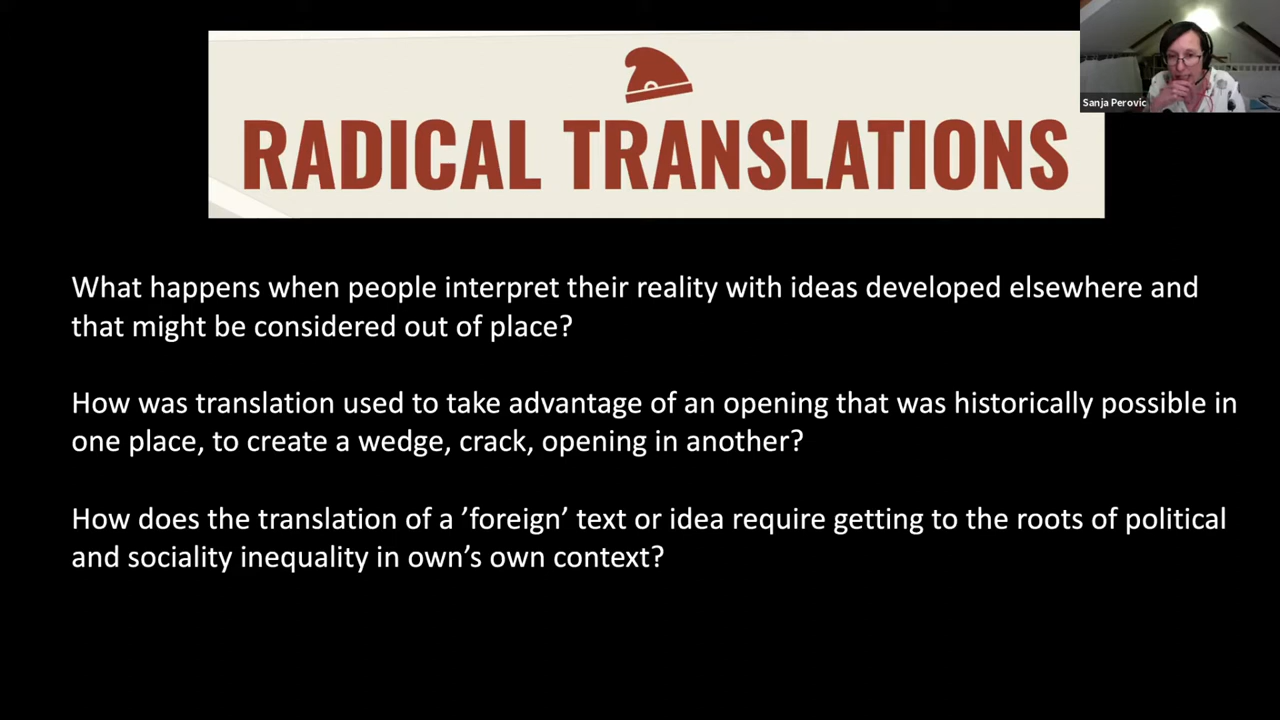 Sanja Perovic
RADICAL TRANSLATIONS
What happens when people interpret their reality with ideas developed elsewhere and
that might be considered out of place?
How was translation used to take advantage of an opening that was historically possible in
one place, to create a wedge, crack, opening in another?
How does the translation of a ’foreign’ text or idea require getting to the roots of political
and sociality inequality in own’s own context?